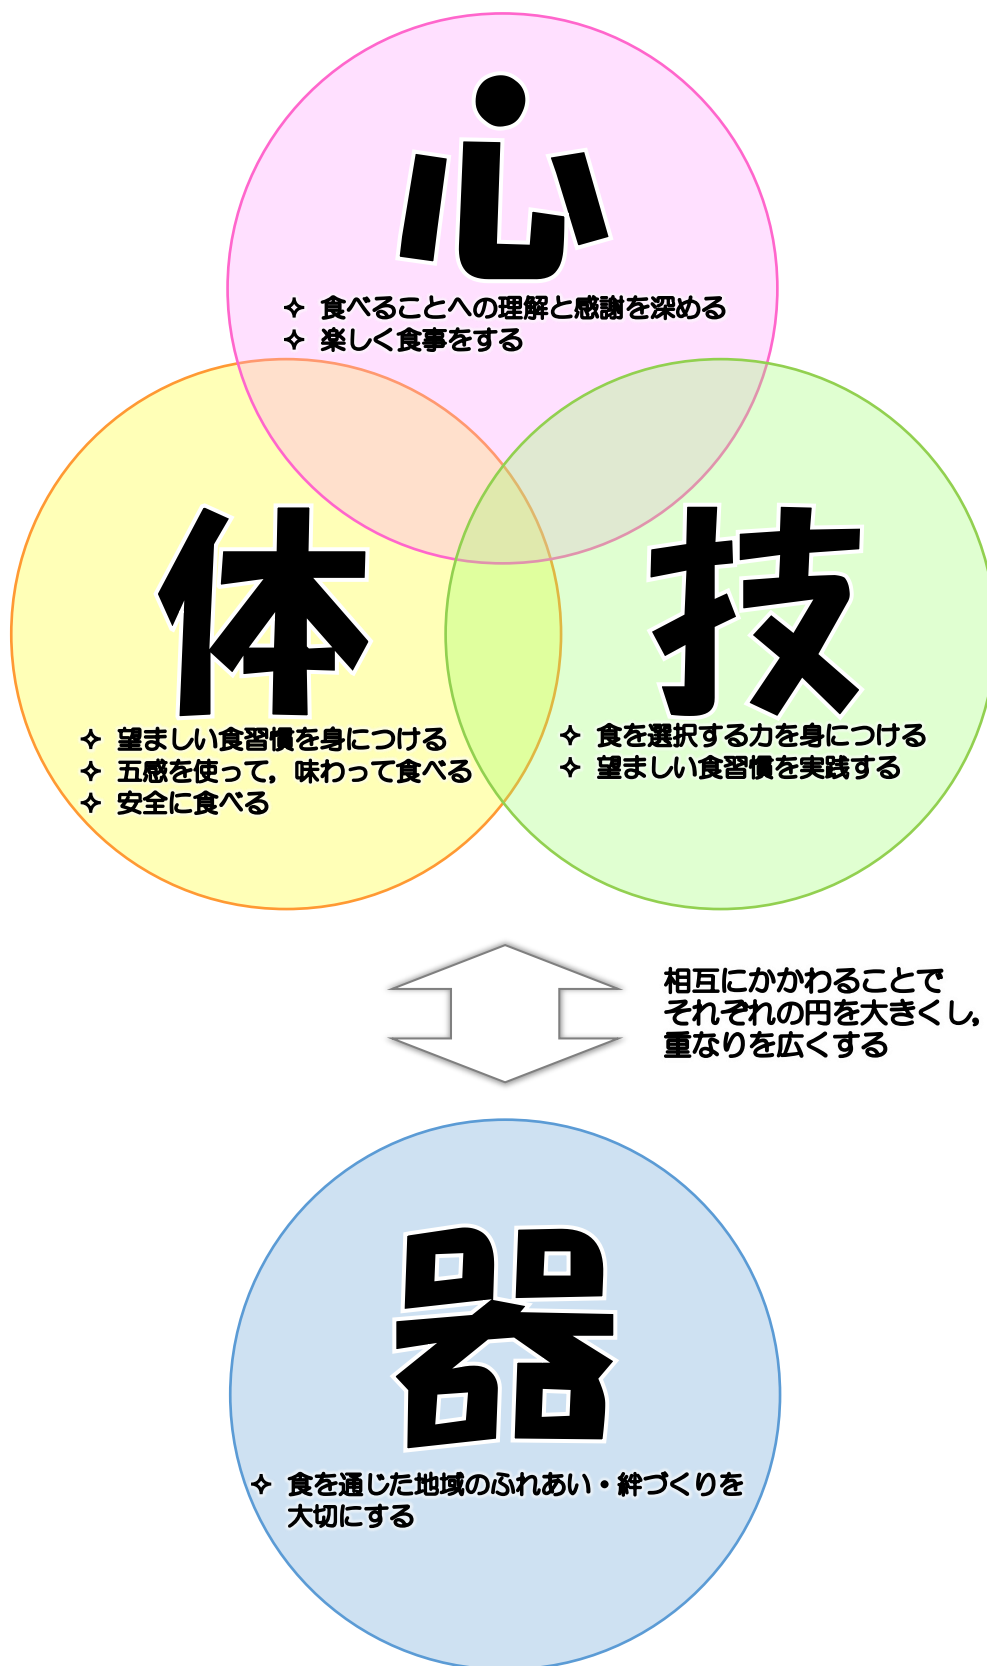 心
✧ 食べることへの理解と感謝を深める
✧ 楽しく食事をする
体
✧ 望ましい食習慣を身につける
✧ 五感を使って，味わって食べる
✧ 安全に食べる
技
✧ 食を選択する力を身につける
✧ 望ましい食習慣を実践する
相互にかかわることで
それぞれの円を大きくし，
重なりを広くする
器
✧ 食を通じた地域のふれあい・絆づくりを
大切にする